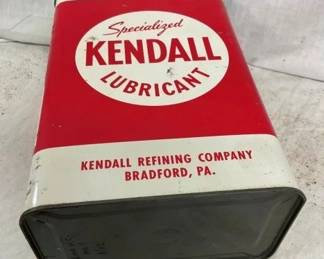 Specialized
KENDALL
LUBRICANT
KENDALL REFINING COMPANY
BRADFORD, PA.